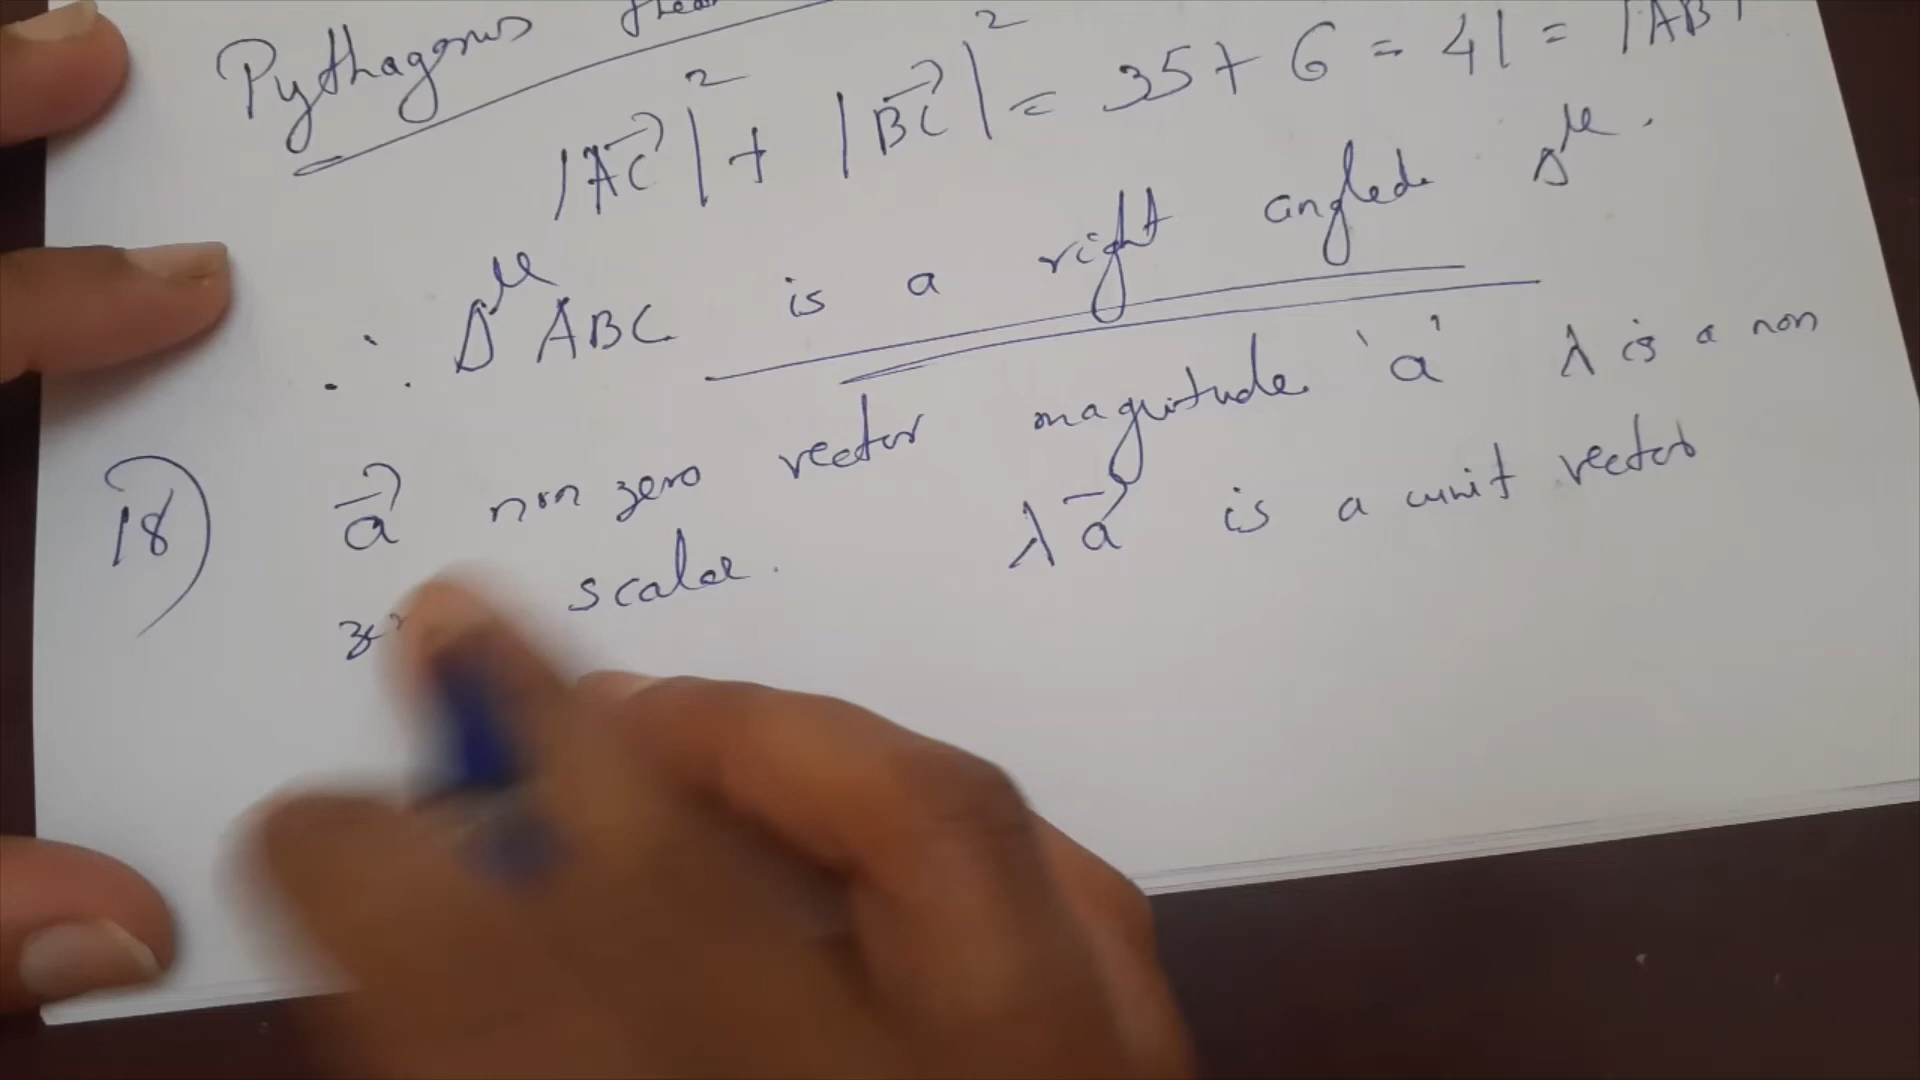 Pythagorus
|AC|² + |BC|² = 35 + 6 = 41 = |AB|
∴ Δle ABC is a right angled Δle.
18) a⃗ non zero vector magnitude 'a' λ is a non
scalar. λa⃗ is a unit vector